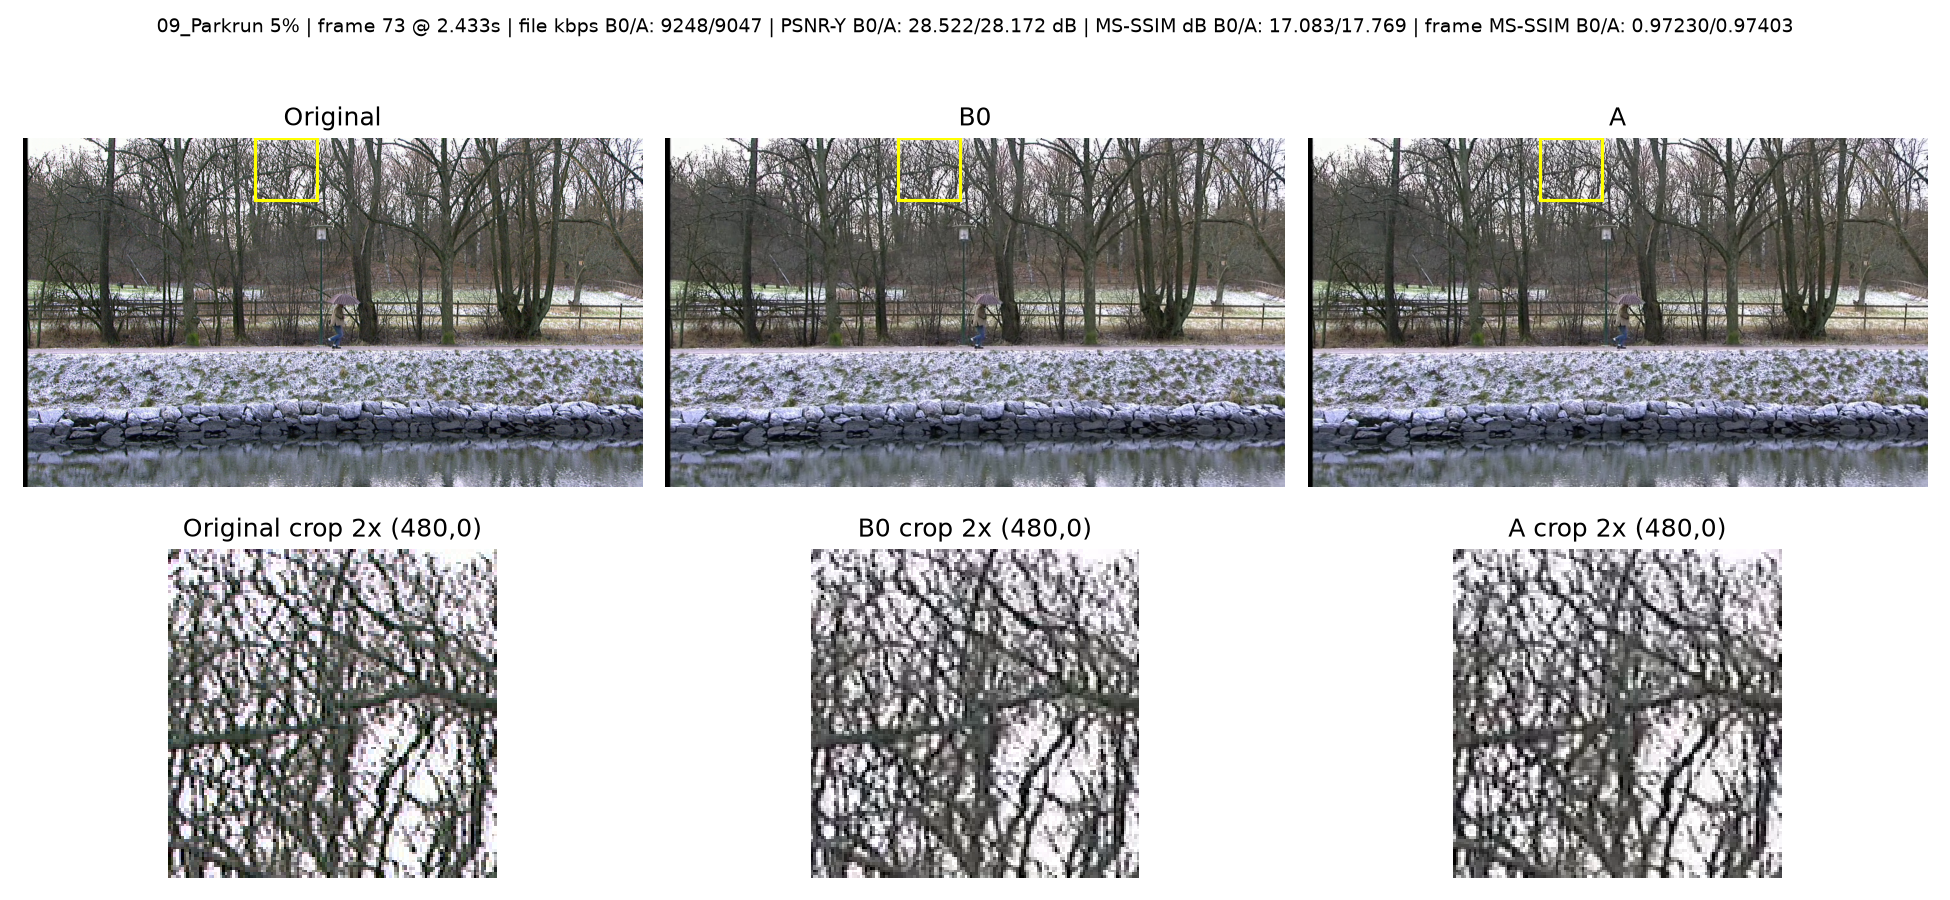 09_Parkrun 5% | frame 73 @ 2.433s | file kbps B0/A: 9248/9047 | PSNR-Y B0/A: 28.522/28.172 dB | MS-SSIM dB B0/A: 17.083/17.769 | frame MS-SSIM B0/A: 0.97230/0.97403
Original
B0
A
Original crop 2x (480,0)
B0 crop 2x (480,0)
A crop 2x (480,0)